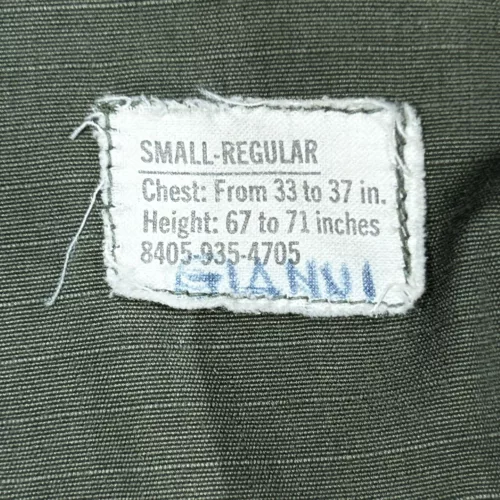 SMALL-REGULAR
Chest: From 33 to 37 in.
Height: 67 to 71 inches
8405-935-4705
GIANNI